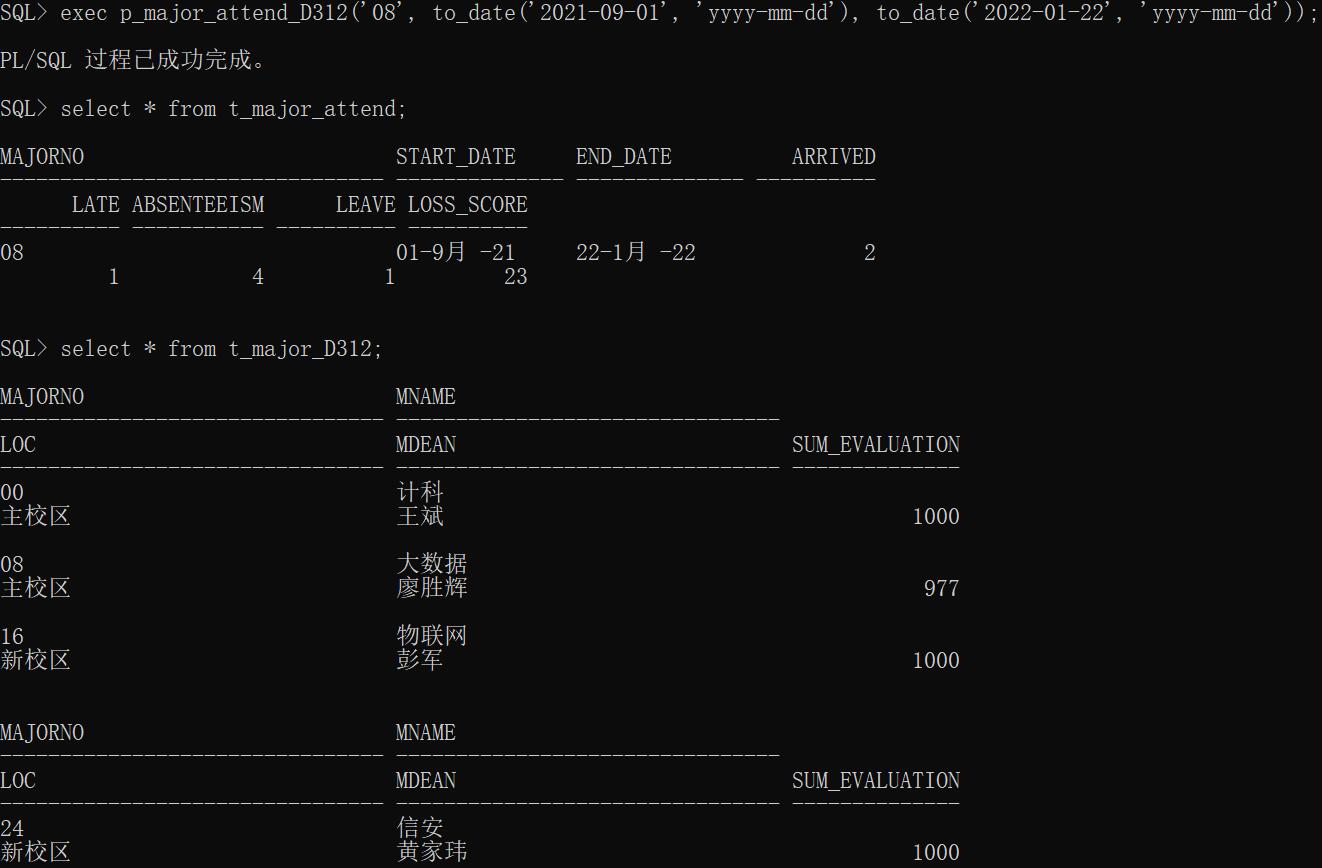 SQL> exec p_major_attend_D312('08', to_date('2021-09-01', 'yyyy-mm-dd'), to_date('2022-01-22', 'yyyy-mm-dd'));
PL/SQL 过程已成功完成。
SQL> select * from t_major_attend;
MAJORNO START_DATE END_DATE ARRIVED
-------------------------------- -------------- -------------- ----------
LATE ABSENTEEISM LEAVE LOSS_SCORE
---------- ----------- ---------- ----------
08 01-9月 -21 22-1月 -22 2
1 4 1 23
SQL> select * from t_major_D312;
MAJORNO MNAME
-------------------------------- --------------------------------
LOC MDEAN SUM_EVALUATION
-------------------------------- -------------------------------- --------------
00 计科
主校区 王斌 1000
08 大数据
主校区 廖胜辉 977
16 物联网
新校区 彭军 1000
MAJORNO MNAME
-------------------------------- --------------------------------
LOC MDEAN SUM_EVALUATION
-------------------------------- -------------------------------- --------------
24 信安
新校区 黄家玮 1000